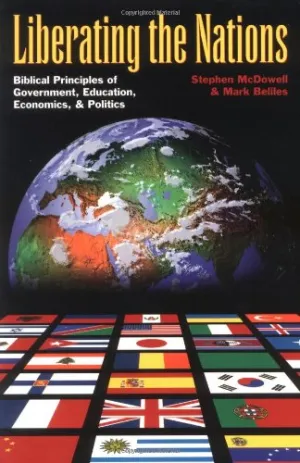 Liberating the Nations
Biblical Principles of
Government, Education,
Economics, & Politics
Stephen McDowell
& Mark Beliles